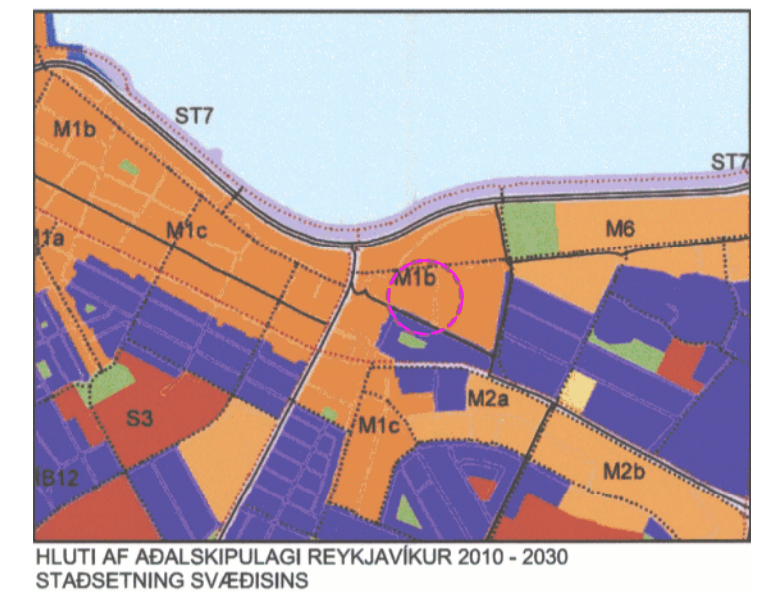 ST7
M1b
ST7
M1c
M6
1a
M1b
M2a
S3
M1c
M2b
B12
HLUTI AF AÐALSKIPULAGI REYKJAVÍKUR 2010 - 2030
STAÐSETNING SVÆÐISINS